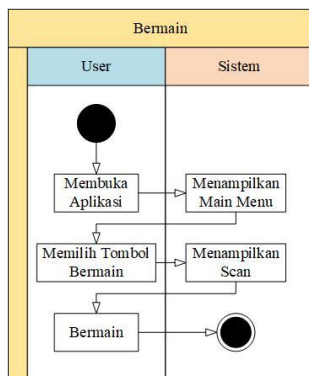 Bermain
User
Sistem
Membuka
Aplikasi
Menampilkan
Main Menu
Memilih Tombol
Bermain
Menampilkan
Scan
Bermain